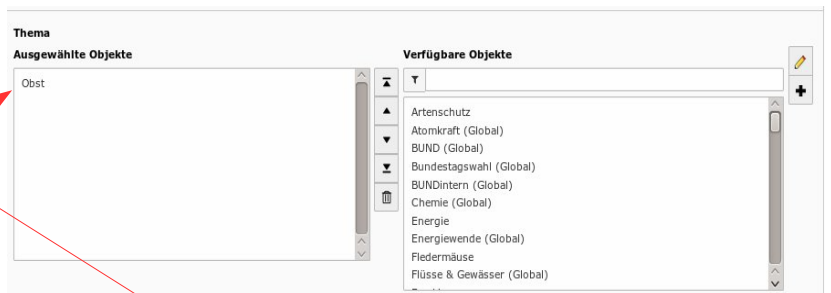 Thema
Ausgewählte Objekte
Verfügbare Objekte
Obst
Artenschutz
Atomkraft (Global)
BUND (Global)
Bundestagswahl (Global)
BUNDintern (Global)
Chemie (Global)
Energie
Energiewende (Global)
Fledermäuse
Flüsse & Gewässer (Global)